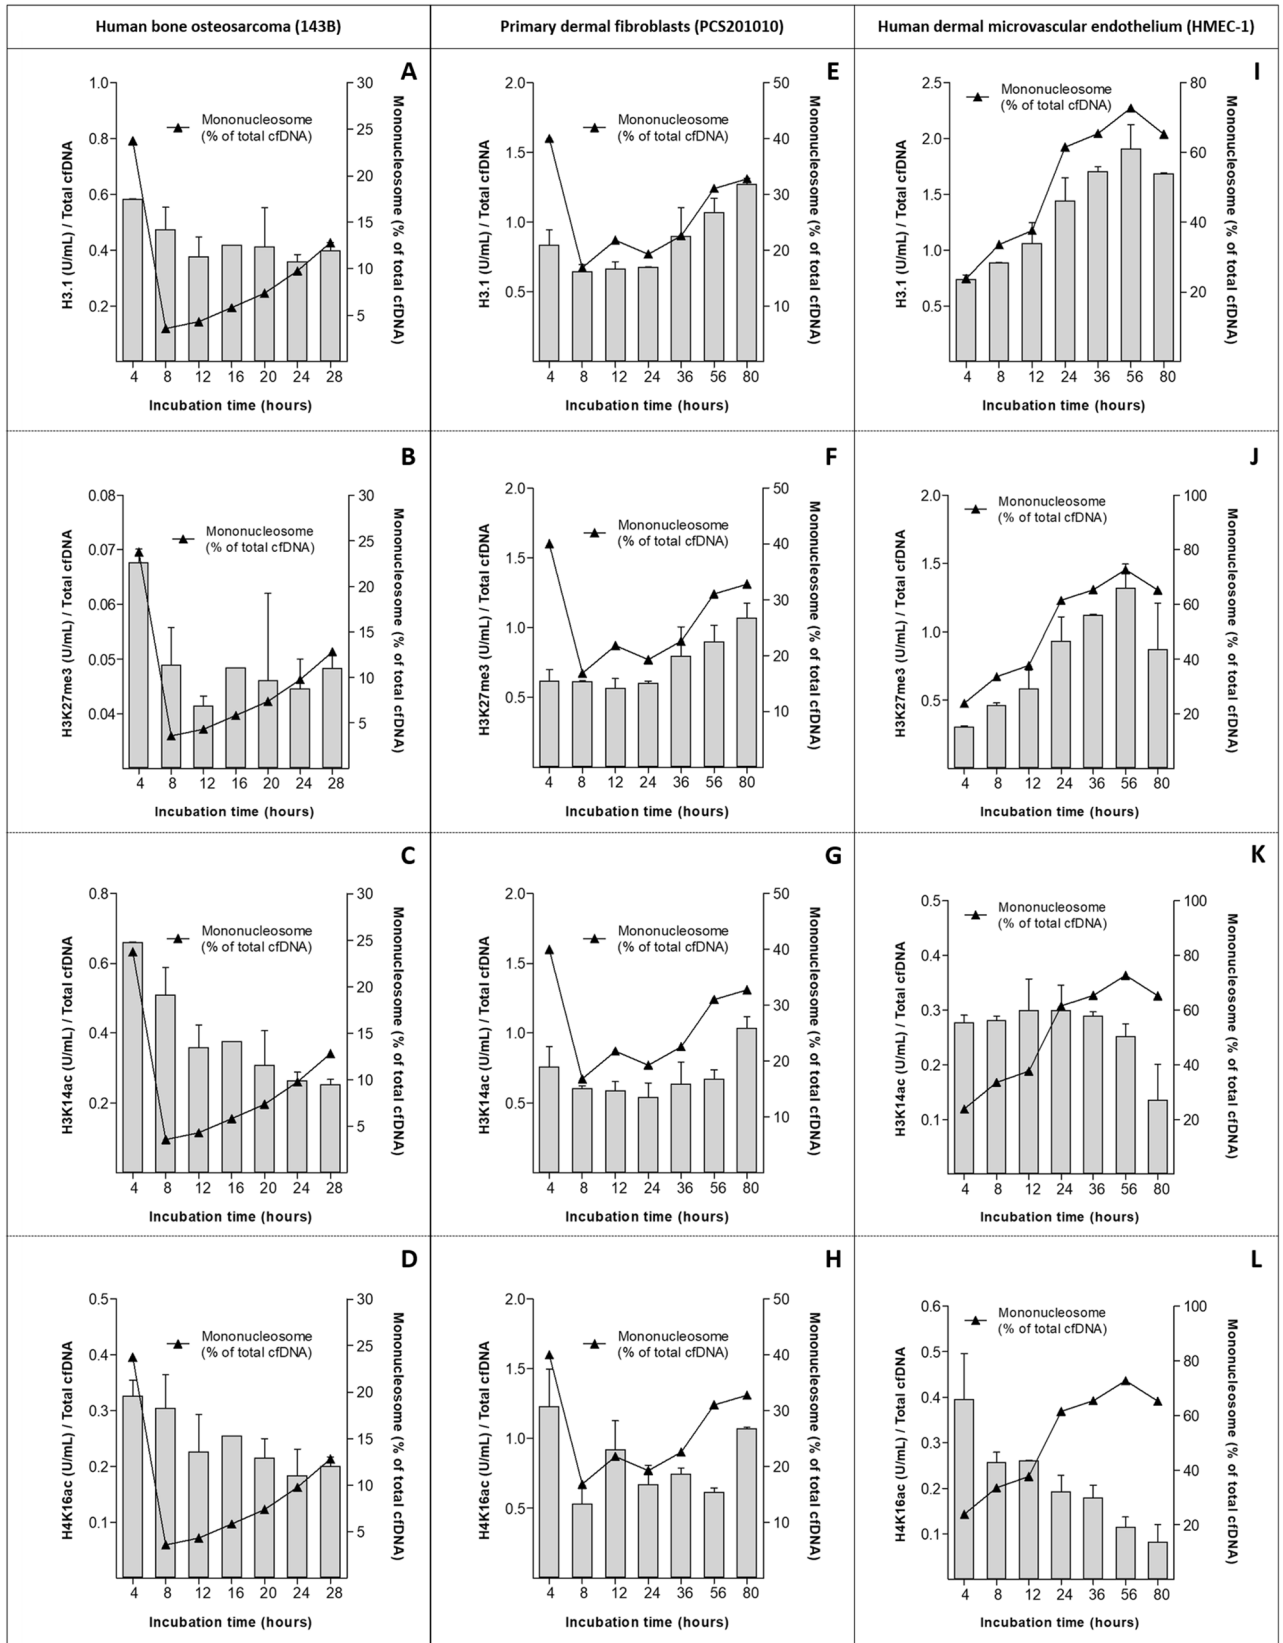 Human bone osteosarcoma (143B)
Primary dermal fibroblasts (PCS201010)
Human dermal microvascular endothelium (HMEC-1)
A
H3.1 (U/mL) / Total cfDNA
1.0
0.8
0.6
0.4
0.2
Mononucleosome
(% of total cfDNA)
30
25
20
15
10
5
Mononucleosome (% of total cfDNA)
4 8 12 16 20 24 28
Incubation time (hours)
E
H3.1 (U/mL) / Total cfDNA
2.0
1.5
1.0
0.5
Mononucleosome
(% of total cfDNA)
50
40
30
20
10
Mononucleosome (% of total cfDNA)
4 8 12 24 36 56 80
Incubation time (hours)
I
H3.1 (U/mL) / Total cfDNA
2.5
2.0
1.5
1.0
0.5
Mononucleosome
(% of total cfDNA)
80
60
40
20
Mononucleosome (% of total cfDNA)
4 8 12 24 36 56 80
Incubation time (hours)
B
H3K27me3 (U/mL) / Total cfDNA
0.08
0.07
0.06
0.05
0.04
Mononucleosome
(% of total cfDNA)
30
25
20
15
10
5
Mononucleosome (% of total cfDNA)
4 8 12 16 20 24 28
Incubation time (hours)
F
H3K27me3 (U/mL) / Total cfDNA
2.0
1.5
1.0
0.5
Mononucleosome
(% of total cfDNA)
50
40
30
20
10
Mononucleosome (% of total cfDNA)
4 8 12 24 36 56 80
Incubation time (hours)
J
H3K27me3 (U/mL) / Total cfDNA
2.0
1.5
1.0
0.5
Mononucleosome
(% of total cfDNA)
100
80
60
40
20
Mononucleosome (% of total cfDNA)
4 8 12 24 36 56 80
Incubation time (hours)
C
H3K14ac (U/mL) / Total cfDNA
0.8
0.6
0.4
0.2
Mononucleosome
(% of total cfDNA)
30
25
20
15
10
5
Mononucleosome (% of total cfDNA)
4 8 12 16 20 24 28
Incubation time (hours)
G
H3K14ac (U/mL) / Total cfDNA
2.0
1.5
1.0
0.5
Mononucleosome
(% of total cfDNA)
50
40
30
20
10
Mononucleosome (% of total cfDNA)
4 8 12 24 36 56 80
Incubation time (hours)
K
H3K14ac (U/mL) / Total cfDNA
0.5
0.4
0.3
0.2
0.1
Mononucleosome
(% of total cfDNA)
100
80
60
40
20
Mononucleosome (% of total cfDNA)
4 8 12 24 36 56 80
Incubation time (hours)
D
H4K16ac (U/mL) / Total cfDNA
0.5
0.4
0.3
0.2
0.1
Mononucleosome
(% of total cfDNA)
30
25
20
15
10
5
Mononucleosome (% of total cfDNA)
4 8 12 16 20 24 28
Incubation time (hours)
H
H4K16ac (U/mL) / Total cfDNA
2.0
1.5
1.0
0.5
Mononucleosome
(% of total cfDNA)
50
40
30
20
10
Mononucleosome (% of total cfDNA)
4 8 12 24 36 56 80
Incubation time (hours)
L
H4K16ac (U/mL) / Total cfDNA
0.6
0.5
0.4
0.3
0.2
0.1
Mononucleosome
(% of total cfDNA)
100
80
60
40
20
Mononucleosome (% of total cfDNA)
4 8 12 24 36 56 80
Incubation time (hours)